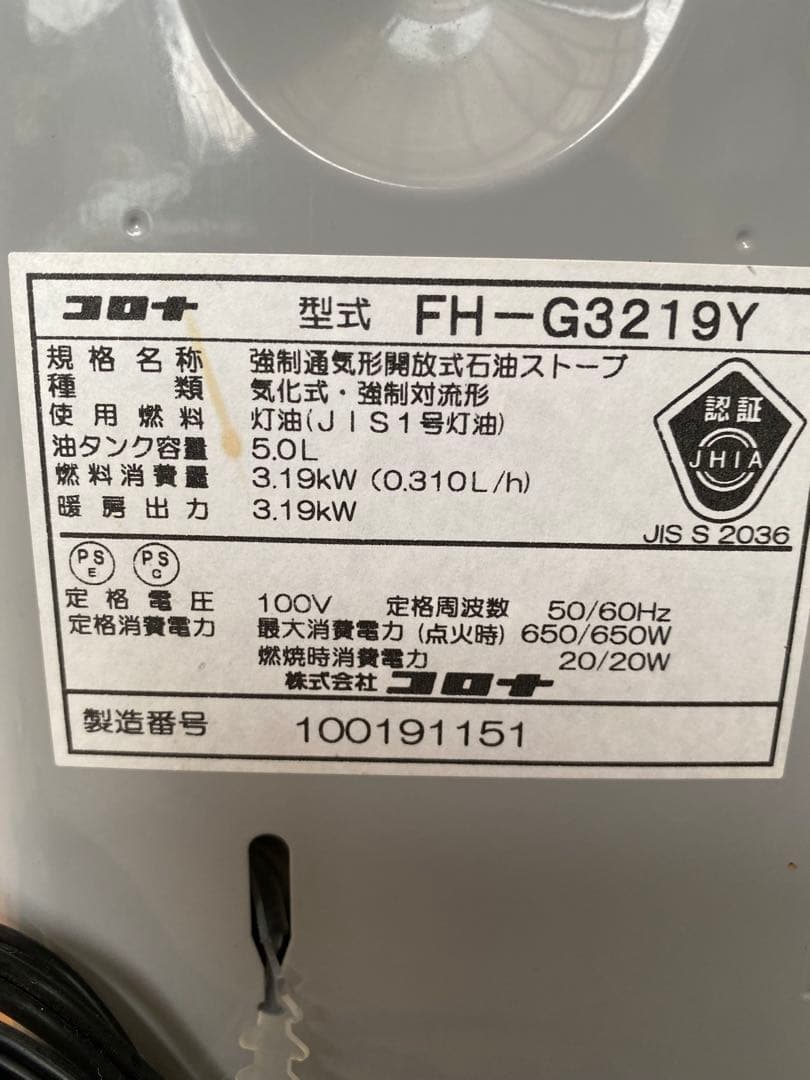 コロナ 型式 FH-G3219Y
規格名称 強制通気形開放式石油ストーブ
種類 気化式・強制対流形
使用燃料 灯油(JIS1号灯油)
油タンク容量 5.0L
燃料消費量 3.19kW (0.310L/h)
暖房出力 3.19kW
認証
JHIA
JIS S 2036
PS E PS C
定格電圧 100V 定格周波数 50/60Hz
定格消費電力 最大消費電力(点火時) 650/650W
燃焼時消費電力 20/20W
株式会社 コロナ
製造番号 100191151